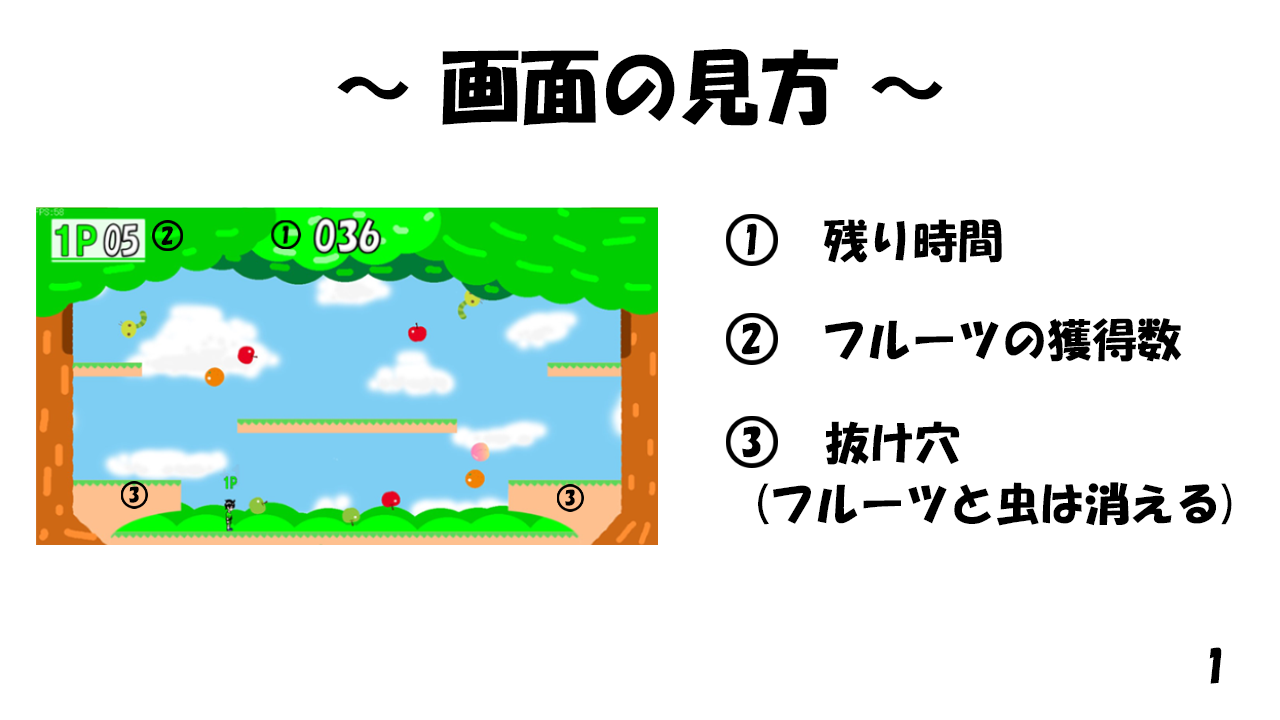 ～ 画面の見方 ～
FPS:58
1P 05 ②
① 036
1P
③
③
① 残り時間
② フルーツの獲得数
③ 抜け穴
(フルーツと虫は消える)
1